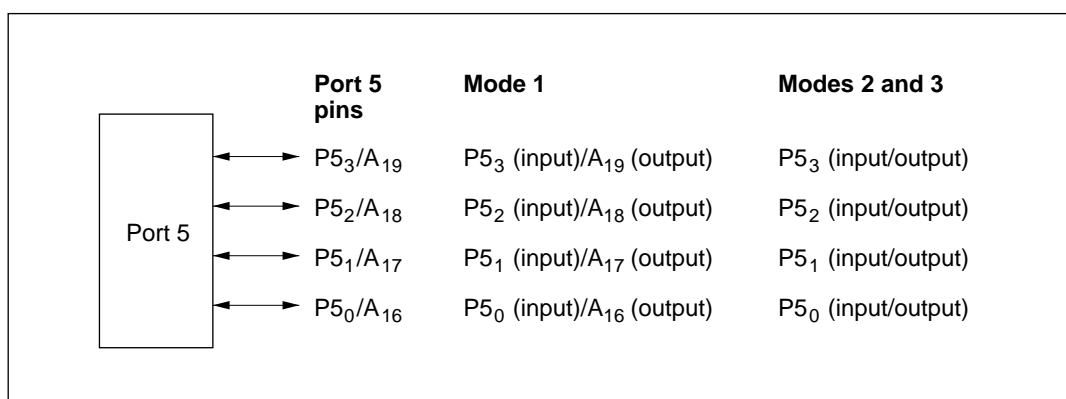 Port 5 pins Mode 1 Modes 2 and 3
P5₃/A₁₉ P5₃ (input)/A₁₉ (output) P5₃ (input/output)
P5₂/A₁₈ P5₂ (input)/A₁₈ (output) P5₂ (input/output)
Port 5
P5₁/A₁₇ P5₁ (input)/A₁₇ (output) P5₁ (input/output)
P5₀/A₁₆ P5₀ (input)/A₁₆ (output) P5₀ (input/output)